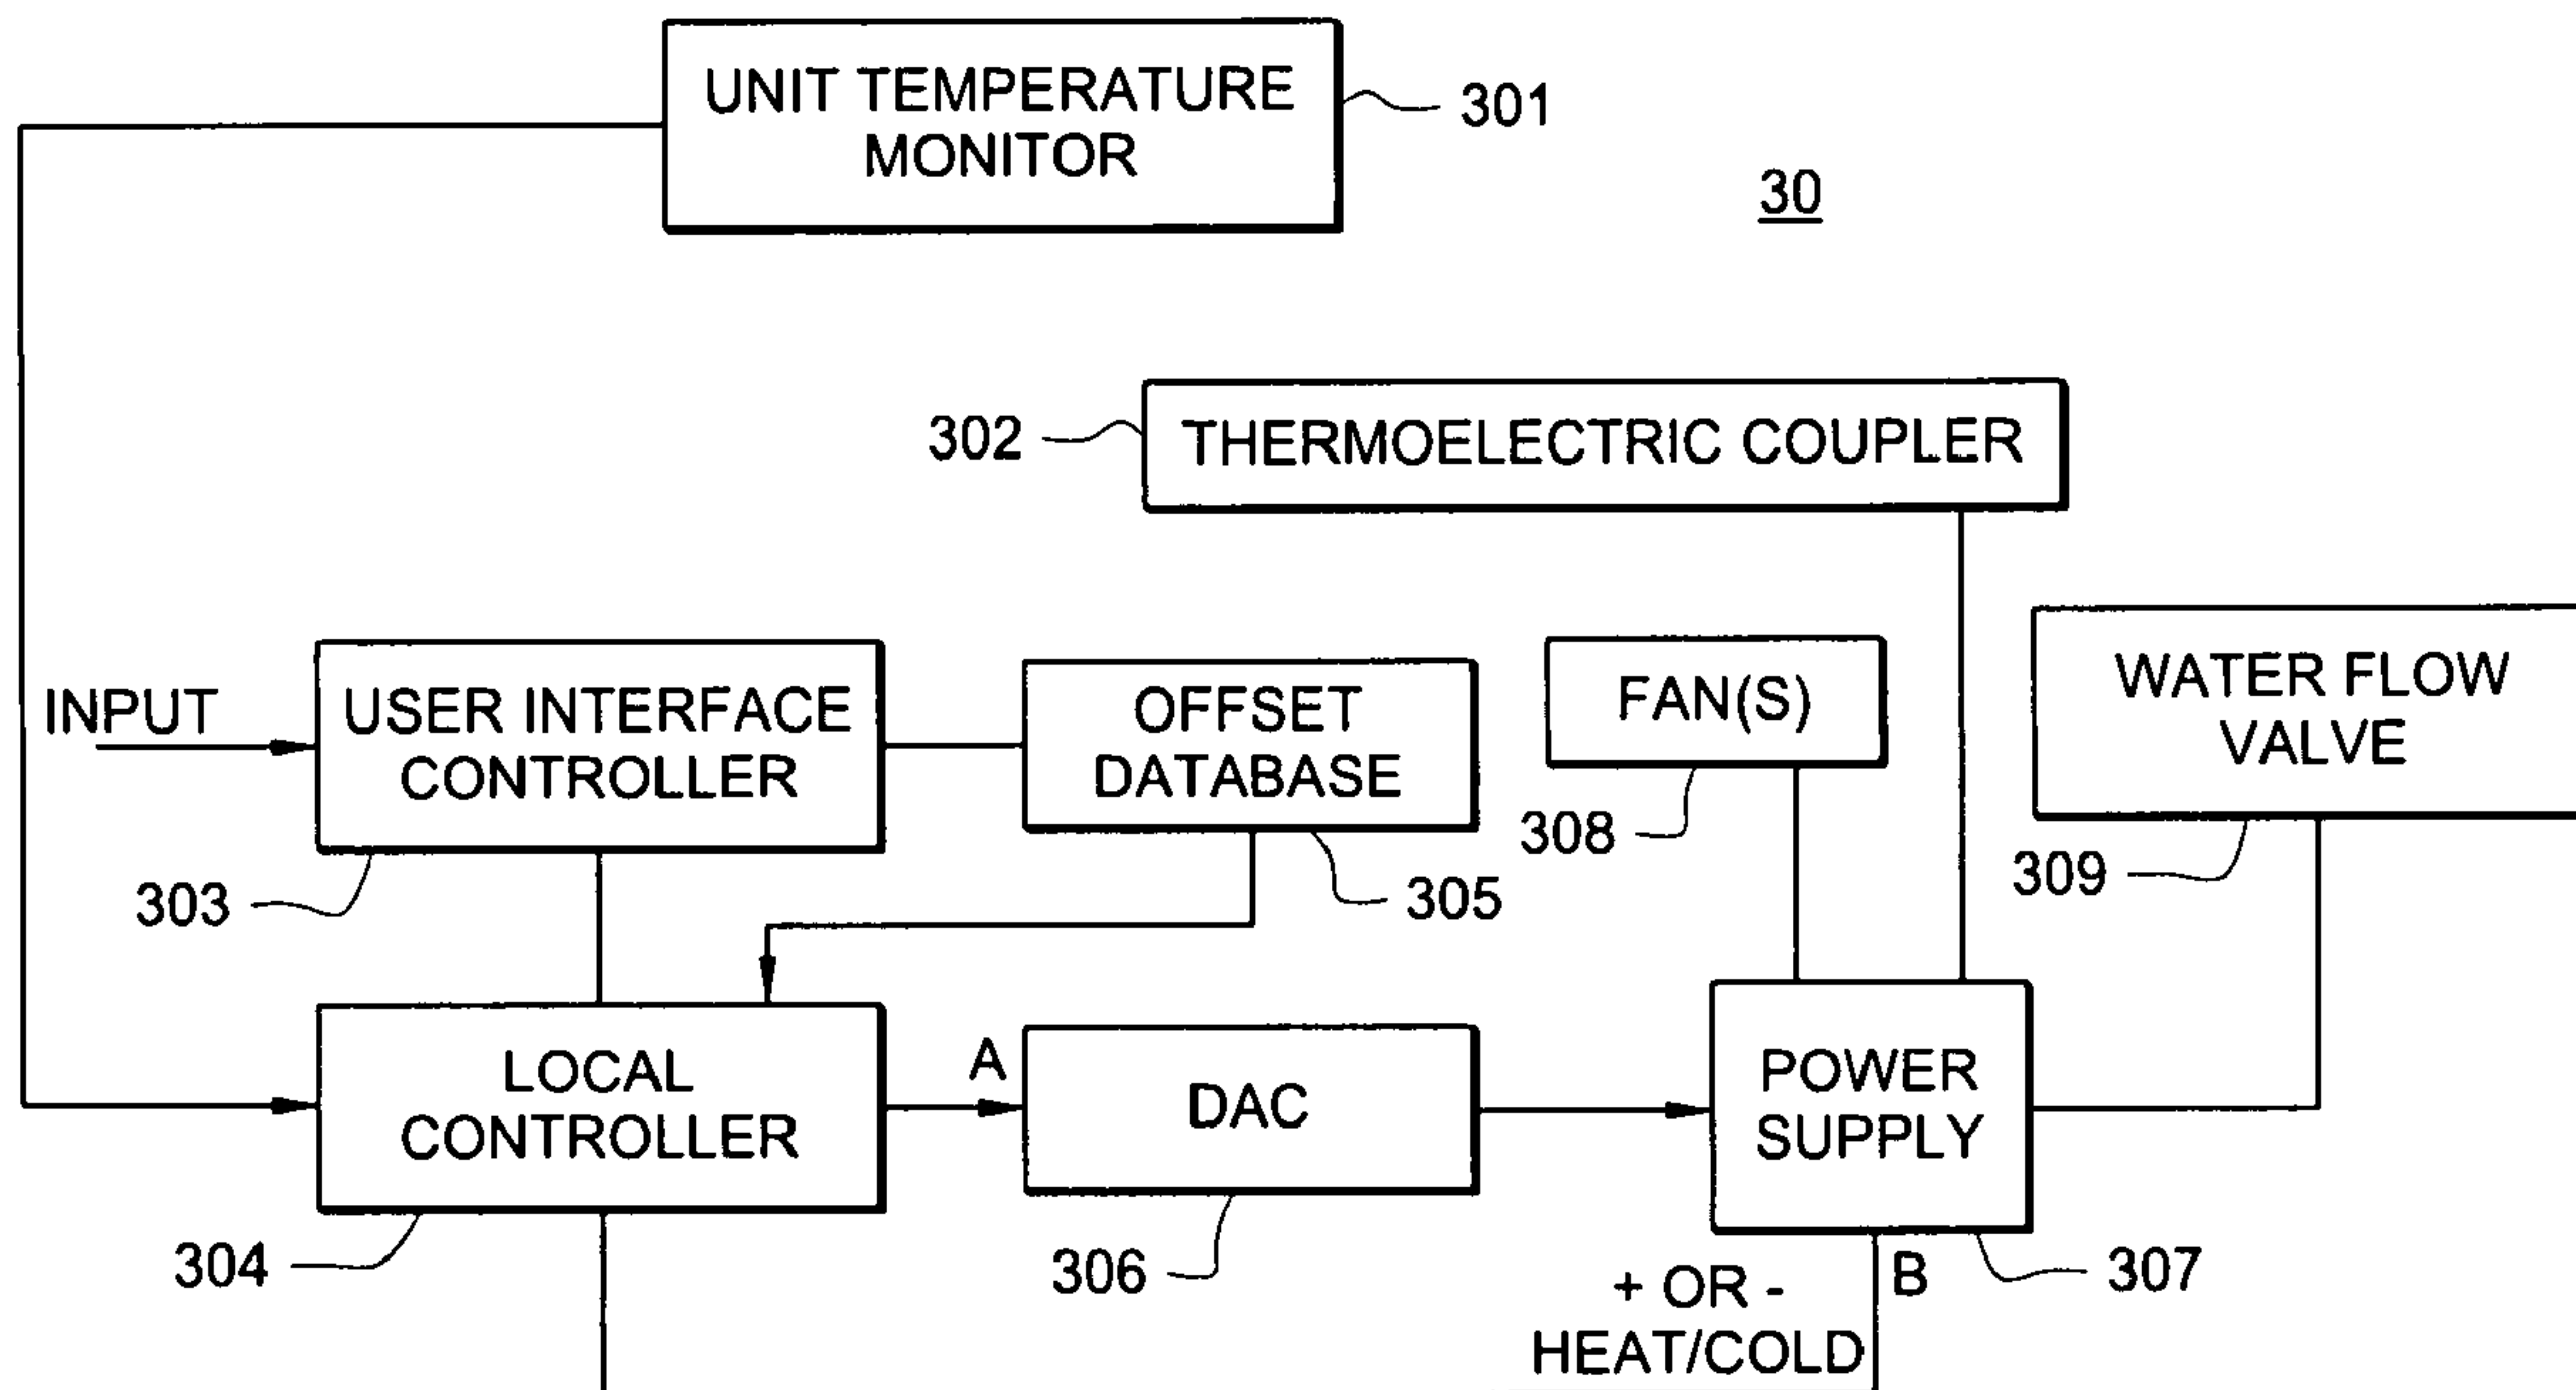 UNIT TEMPERATURE
MONITOR
301
30
302
THERMOELECTRIC COUPLER
INPUT
USER INTERFACE
CONTROLLER
303
OFFSET
DATABASE
305
FAN(S)
308
WATER FLOW
VALVE
309
LOCAL
CONTROLLER
304
A
DAC
306
POWER
SUPPLY
307
B
+ OR -
HEAT/COLD